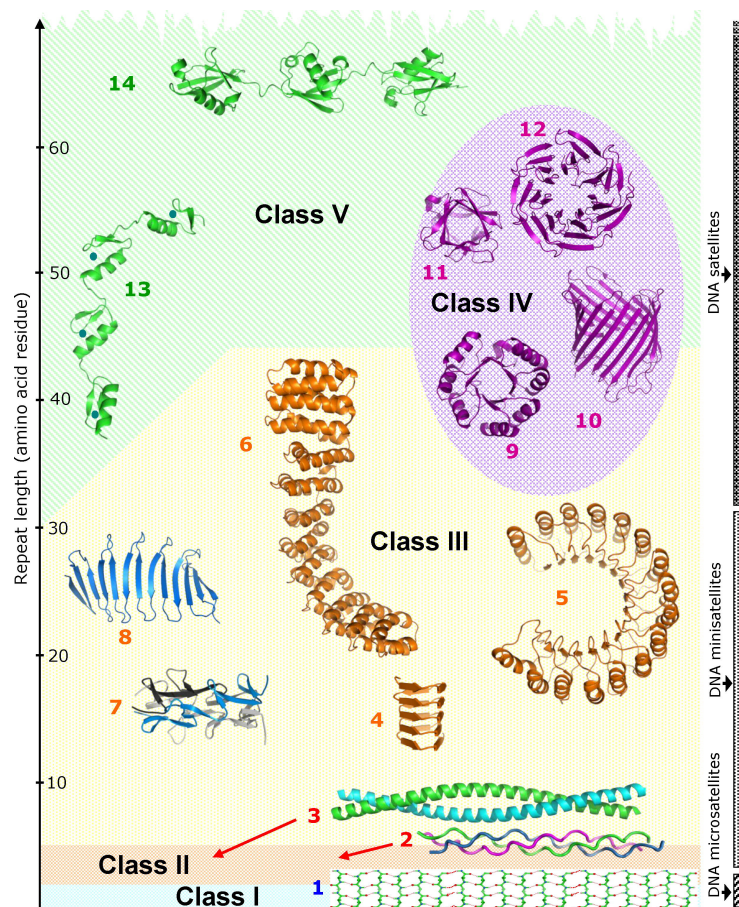 14
60
12
Class V
11
50
13
Class IV
DNA satellites
Repeat length (amino acid residue)
40
6
9
10
30
Class III
8
5
20
7
4
DNA minisatellites
10
3
2
Class II
Class I
1
DNA microsatellites